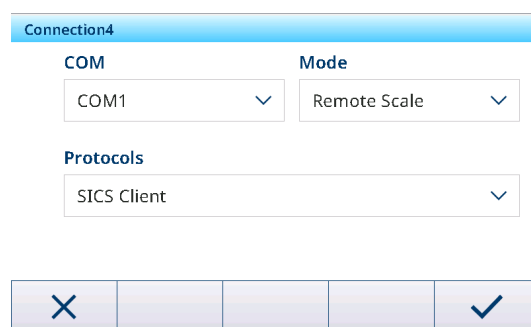 Connection4
COM
Mode
COM1
Remote Scale
Protocols
SICS Client